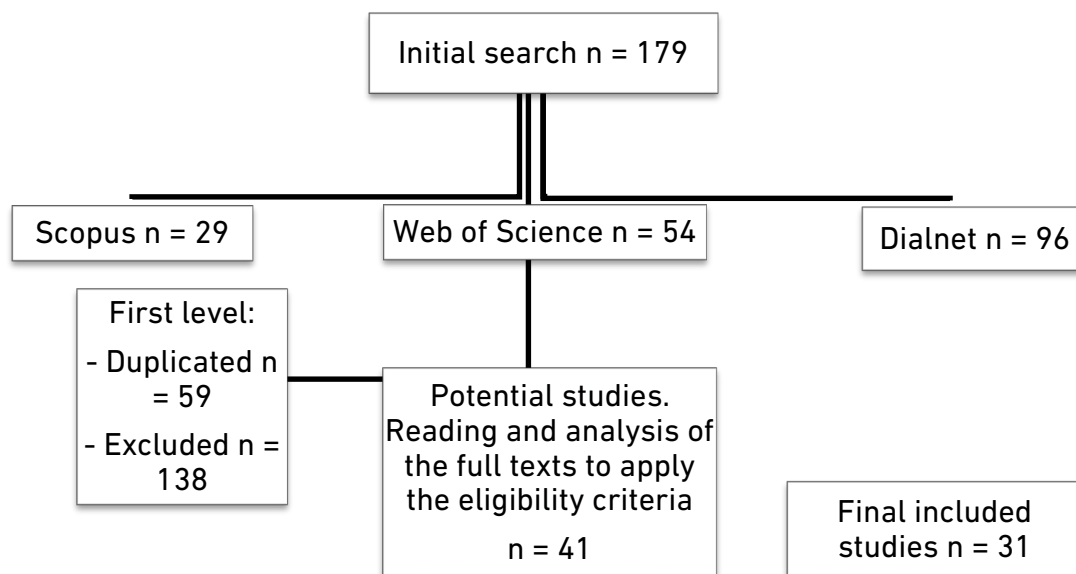 Initial search n = 179
Scopus n = 29
Web of Science n = 54
Dialnet n = 96
First level:
- Duplicated n
= 59
- Excluded n =
138
Potential studies.
Reading and analysis of
the full texts to apply
the eligibility criteria
n = 41
Final included
studies n = 31